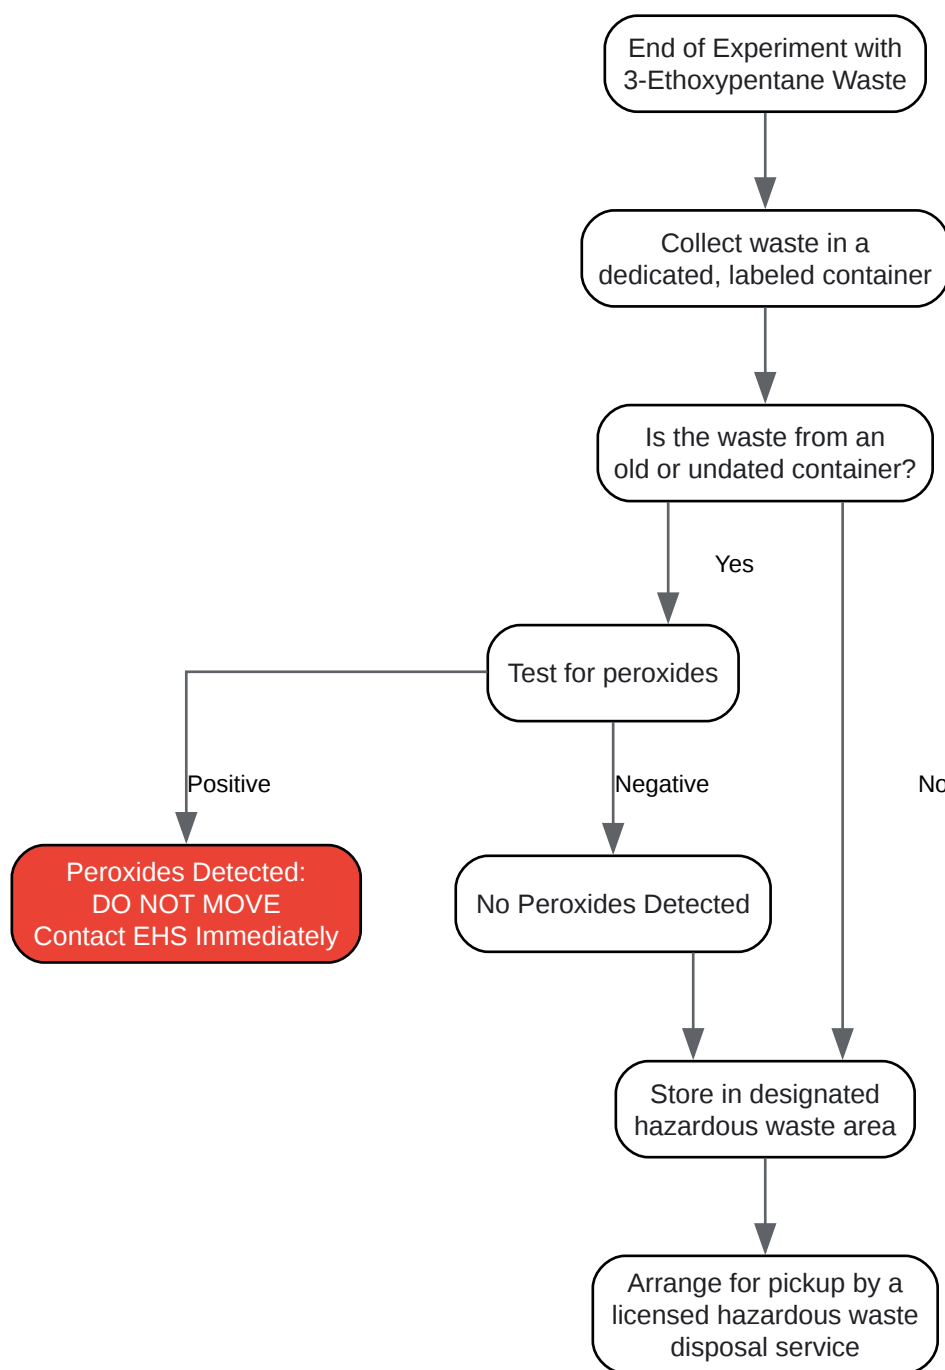 End of Experiment with
3-Ethoxypentane Waste
Collect waste in a
dedicated, labeled container
Is the waste from an
old or undated container?
Yes
Test for peroxides
Positive
Negative
No
Peroxides Detected:
DO NOT MOVE
Contact EHS Immediately
No Peroxides Detected
Store in designated
hazardous waste area
Arrange for pickup by a
licensed hazardous waste
disposal service